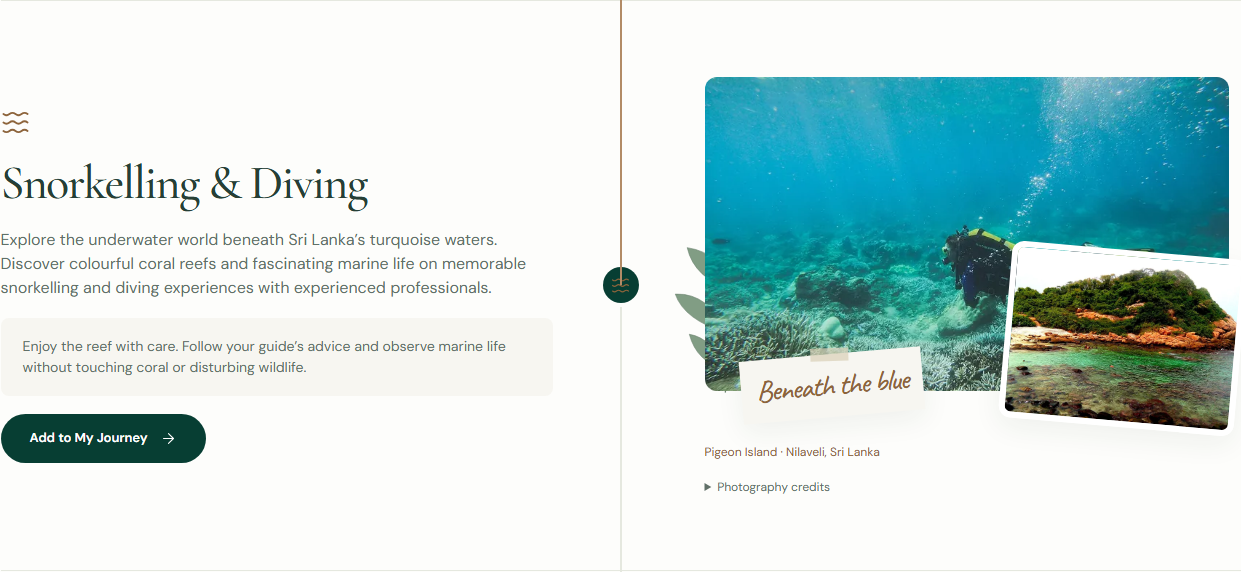 Snorkelling & Diving
Explore the underwater world beneath Sri Lanka’s turquoise waters.
Discover colourful coral reefs and fascinating marine life on memorable
snorkelling and diving experiences with experienced professionals.
Enjoy the reef with care. Follow your guide’s advice and observe marine life
without touching coral or disturbing wildlife.
Add to My Journey
Beneath the blue
Pigeon Island · Nilaveli, Sri Lanka
Photography credits